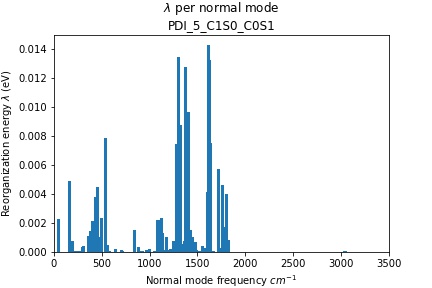 λ per normal mode
PDI_5_C1S0_C0S1
Reorganization energy λ (eV)
0.014
0.012
0.010
0.008
0.006
0.004
0.002
0.000
0 500 1000 1500 2000 2500 3000 3500
Normal mode frequency cm⁻¹